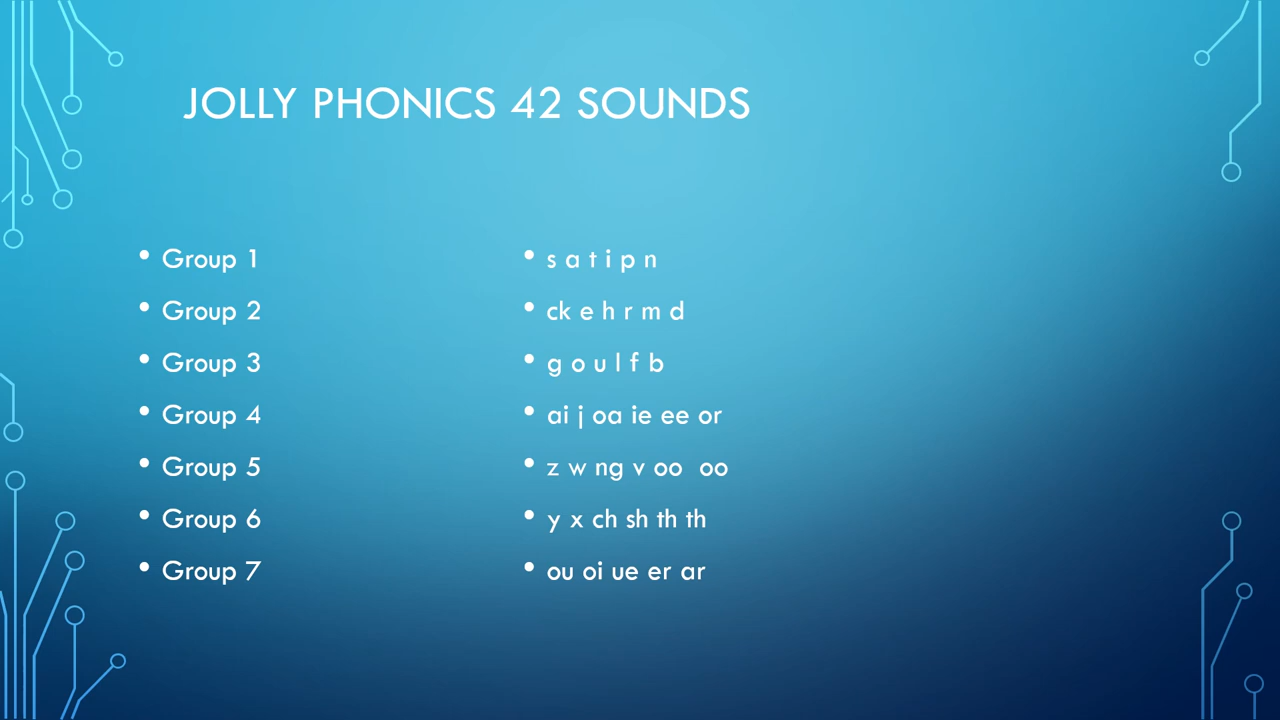 JOLLY PHONICS 42 SOUNDS
• Group 1
• Group 2
• Group 3
• Group 4
• Group 5
• Group 6
• Group 7
• s a t i p n
• ck e h r m d
• g o u l f b
• ai j oa ie ee or
• z w ng v oo  oo
• y x ch sh th th
• ou oi ue er ar